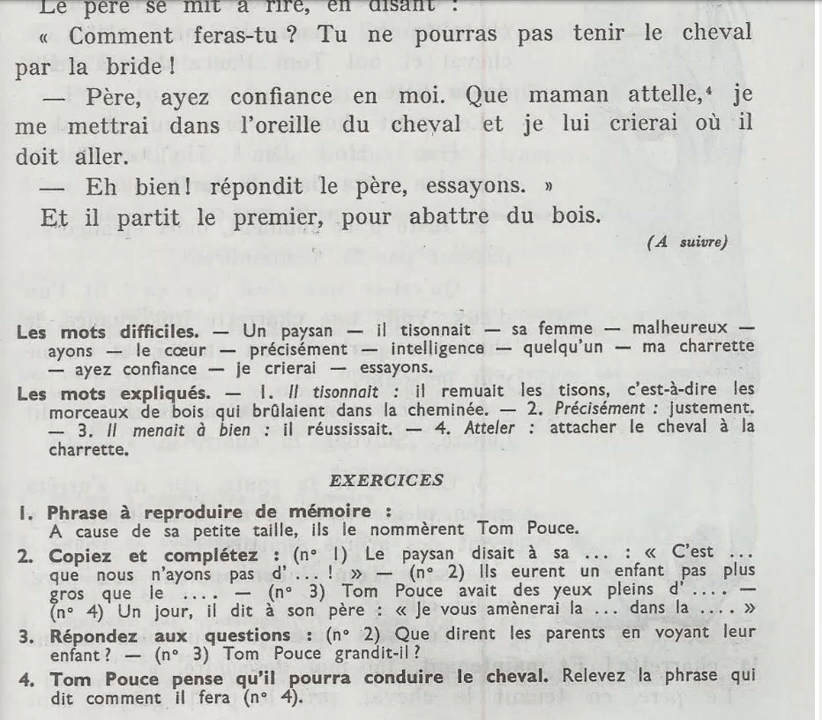 Le père se mit à rire, en disant :
« Comment feras-tu ? Tu ne pourras pas tenir le cheval
par la bride !
— Père, ayez confiance en moi. Que maman attelle,⁴ je
me mettrai dans l'oreille du cheval et je lui crierai où il
doit aller.
— Eh bien ! répondit le père, essayons. »
Et il partit le premier, pour abattre du bois.
(A suivre)
Les mots difficiles. — Un paysan — il tisonnait — sa femme — malheureux —
ayons — le cœur — précisément — intelligence — quelqu'un — ma charrette
— ayez confiance — je crierai — essayons.
Les mots expliqués. — 1. Il tisonnait : il remuait les tisons, c'est-à-dire les
morceaux de bois qui brûlaient dans la cheminée. — 2. Précisément : justement.
— 3. Il menait à bien : il réussissait. — 4. Atteler : attacher le cheval à la
charrette.
EXERCICES
1. Phrase à reproduire de mémoire :
A cause de sa petite taille, ils le nommèrent Tom Pouce.
2. Copiez et complétez : (n° 1) Le paysan disait à sa ... : « C'est ...
que nous n'ayons pas d' ... ! » — (n° 2) Ils eurent un enfant pas plus
gros que le .... — (n° 3) Tom Pouce avait des yeux pleins d' .... —
(n° 4) Un jour, il dit à son père : « Je vous amènerai la ... dans la .... »
3. Répondez aux questions : (n° 2) Que dirent les parents en voyant leur
enfant ? — (n° 3) Tom Pouce grandit-il ?
4. Tom Pouce pense qu'il pourra conduire le cheval. Relevez la phrase qui
dit comment il fera (n° 4).